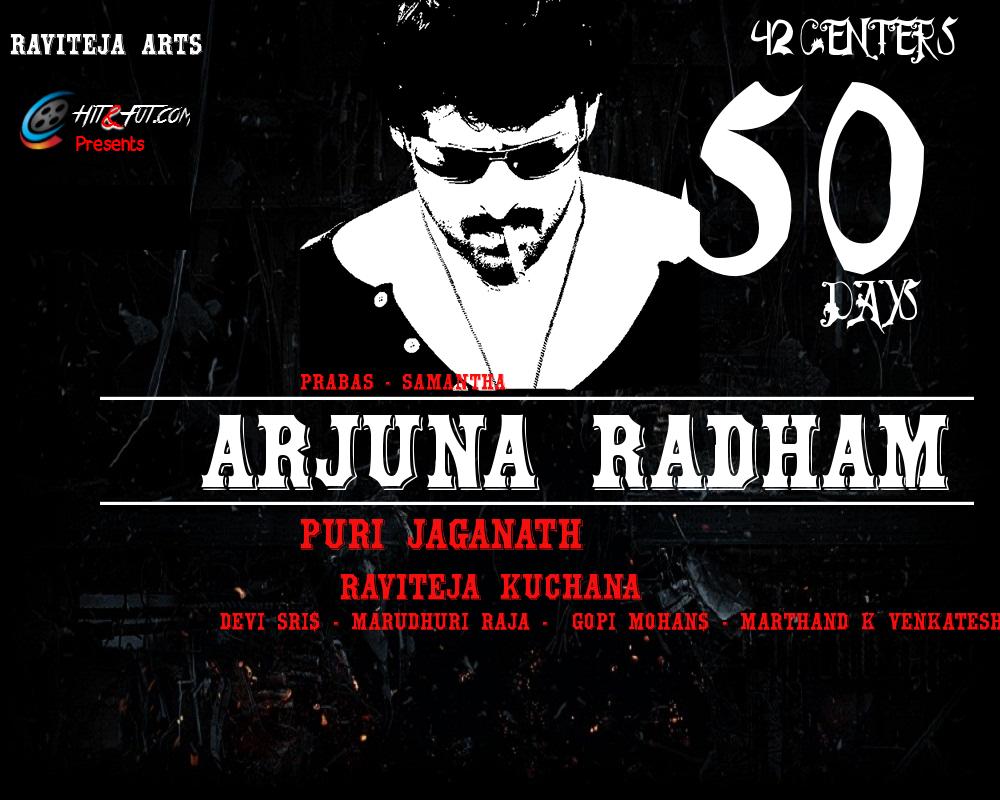 RAVITEJA ARTS
42 CENTERS
HIT&FUT.COM
Presents
50
DAYS
PRABAS - SAMANTHA
ARJUNA RADHAM
PURI JAGANATH
RAVITEJA KUCHANA
DEVI SRI$ - MARUDHURI RAJA - GOPI MOHANS - MARTHAND K VENKATESH